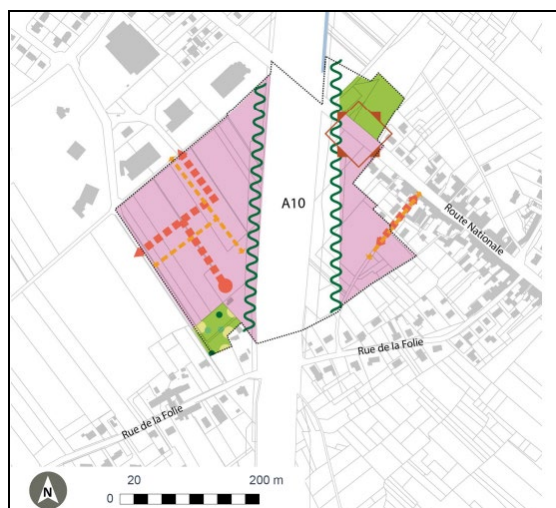 A10
Route Nationale
Rue de la Folie
Rue de la Folie
N
20
200 m
0